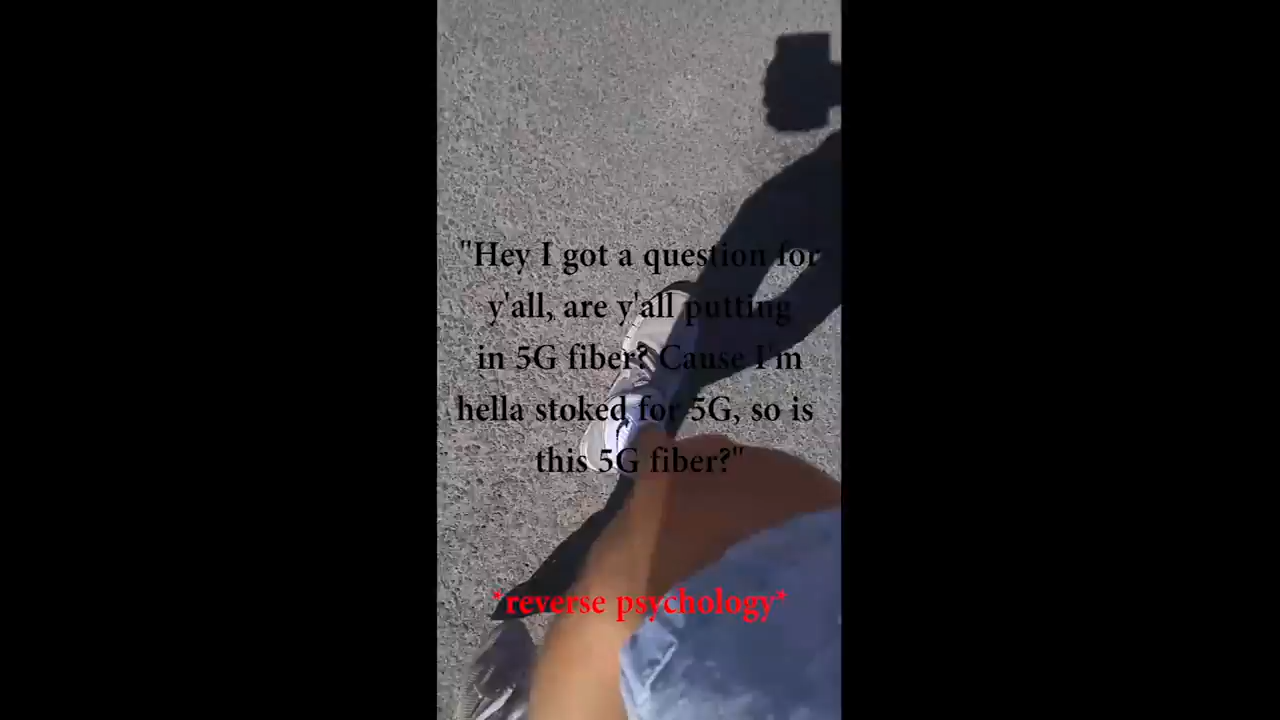 "Hey I got a question for
y'all, are y'all putting
in 5G fiber? Cause I'm
hella stoked for 5G, so is
this 5G fiber?"
*reverse psychology*